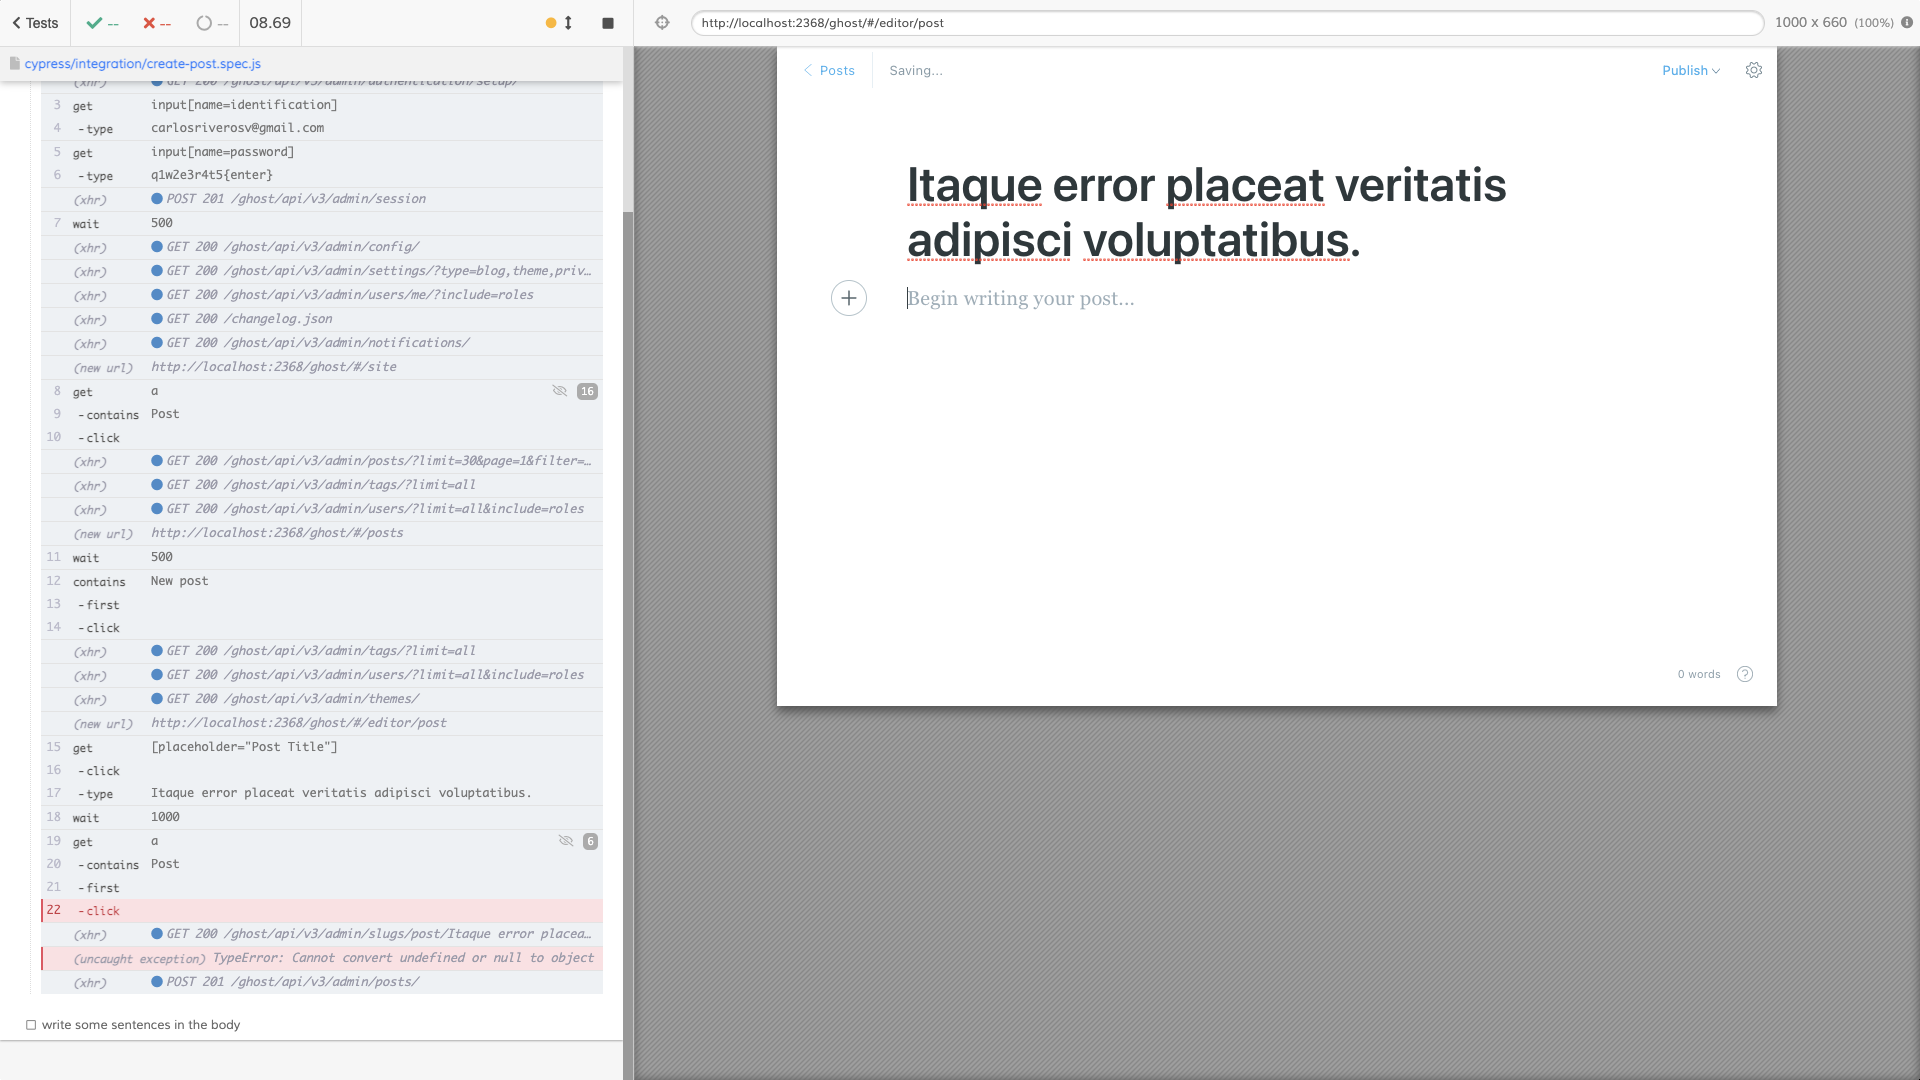 Tests
--
--
--
08.69
http://localhost:2368/ghost/#/editor/post
1000 x 660 (100%)
cypress/integration/create-post.spec.js
(xhr) GET 200 /ghost/api/v3/admin/authentication/setup/
3 get input[name=identification]
4 -type carlosriverosv@gmail.com
5 get input[name=password]
6 -type q1w2e3r4t5{enter}
(xhr) POST 201 /ghost/api/v3/admin/session
7 wait 500
(xhr) GET 200 /ghost/api/v3/admin/config/
(xhr) GET 200 /ghost/api/v3/admin/settings/?type=blog,theme,priv…
(xhr) GET 200 /ghost/api/v3/admin/users/me/?include=roles
(xhr) GET 200 /changelog.json
(xhr) GET 200 /ghost/api/v3/admin/notifications/
(new url) http://localhost:2368/ghost/#/site
8 get a 16
9 -contains Post
10 -click
(xhr) GET 200 /ghost/api/v3/admin/posts/?limit=30&page=1&filter=…
(xhr) GET 200 /ghost/api/v3/admin/tags/?limit=all
(xhr) GET 200 /ghost/api/v3/admin/users/?limit=all&include=roles
(new url) http://localhost:2368/ghost/#/posts
11 wait 500
12 contains New post
13 -first
14 -click
(xhr) GET 200 /ghost/api/v3/admin/tags/?limit=all
(xhr) GET 200 /ghost/api/v3/admin/users/?limit=all&include=roles
(xhr) GET 200 /ghost/api/v3/admin/themes/
(new url) http://localhost:2368/ghost/#/editor/post
15 get [placeholder="Post Title"]
16 -click
17 -type Itaque error placeat veritatis adipisci voluptatibus.
18 wait 1000
19 get a 6
20 -contains Post
21 -first
22 -click
(xhr) GET 200 /ghost/api/v3/admin/slugs/post/Itaque error placea…
(uncaught exception) TypeError: Cannot convert undefined or null to object
(xhr) POST 201 /ghost/api/v3/admin/posts/
write some sentences in the body
Posts
Saving...
Publish
Itaque error placeat veritatis
adipisci voluptatibus.
Begin writing your post...
0 words